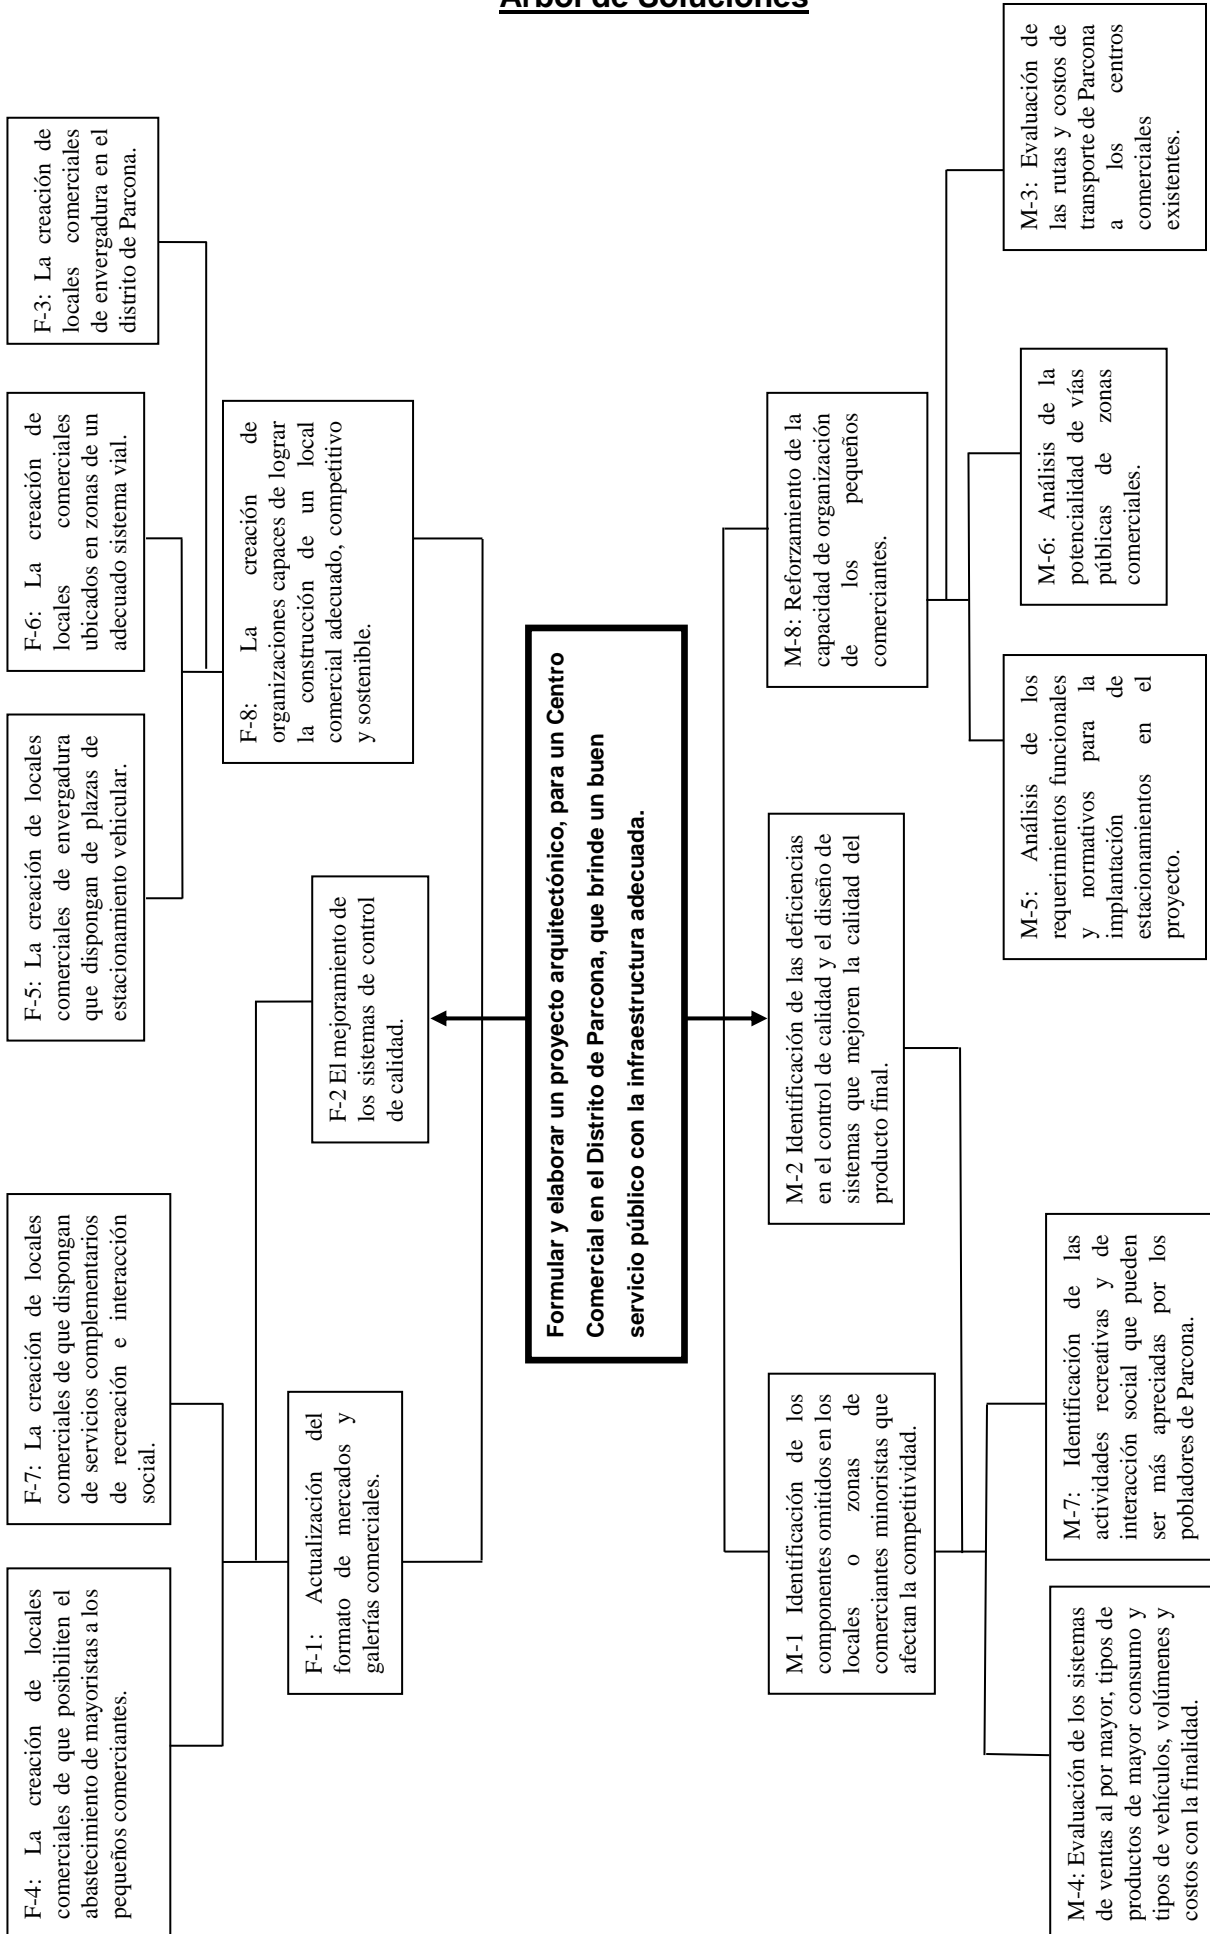 Árbol de Soluciones
F-4: La creación de locales
comerciales de que posibiliten el
abastecimiento de mayoristas a los
pequeños comerciantes.
F-7: La creación de locales
comerciales de que dispongan
de servicios complementarios
de recreación e interacción
social.
F-5: La creación de locales
comerciales de envergadura
que dispongan de plazas de
estacionamiento vehicular.
F-6: La creación de
locales comerciales
ubicados en zonas de un
adecuado sistema vial.
F-3: La creación de
locales comerciales
de envergadura en el
distrito de Parcona.
F-1: Actualización del
formato de mercados y
galerías comerciales.
F-2 El mejoramiento de
los sistemas de control
de calidad.
F-8: La creación de
organizaciones capaces de lograr
la construcción de un local
comercial adecuado, competitivo
y sostenible.
Formular y elaborar un proyecto arquitectónico, para un Centro
Comercial en el Distrito de Parcona, que brinde un buen
servicio público con la infraestructura adecuada.
M-1 Identificación de los
componentes omitidos en los
locales o zonas de
comerciantes minoristas que
afectan la competitividad.
M-2 Identificación de las deficiencias
en el control de calidad y el diseño de
sistemas que mejoren la calidad del
producto final.
M-8: Reforzamiento de la
capacidad de organización
de los pequeños
comerciantes.
M-4: Evaluación de los sistemas
de ventas al por mayor, tipos de
productos de mayor consumo y
tipos de vehículos, volúmenes y
costos con la finalidad.
M-7: Identificación de las
actividades recreativas y de
interacción social que pueden
ser más apreciadas por los
pobladores de Parcona.
M-5: Análisis de los
requerimientos funcionales
y normativos para la
implantación de
estacionamientos en el
proyecto.
M-6: Análisis de la
potencialidad de vías
públicas de zonas
comerciales.
M-3: Evaluación de
las rutas y costos de
transporte de Parcona
a los centros
comerciales
existentes.